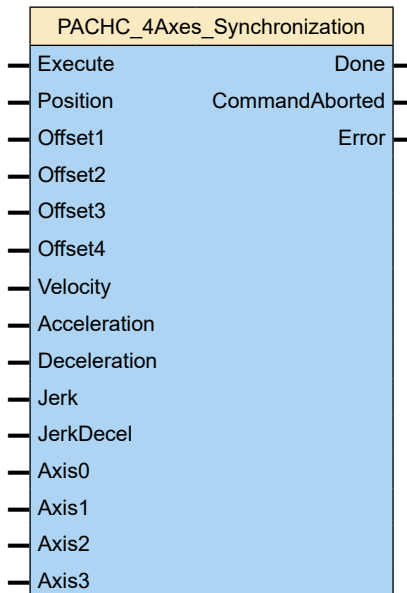 PACHC_4Axes_Synchronization
Execute Done
Position CommandAborted
Offset1 Error
Offset2
Offset3
Offset4
Velocity
Acceleration
Deceleration
Jerk
JerkDecel
Axis0
Axis1
Axis2
Axis3